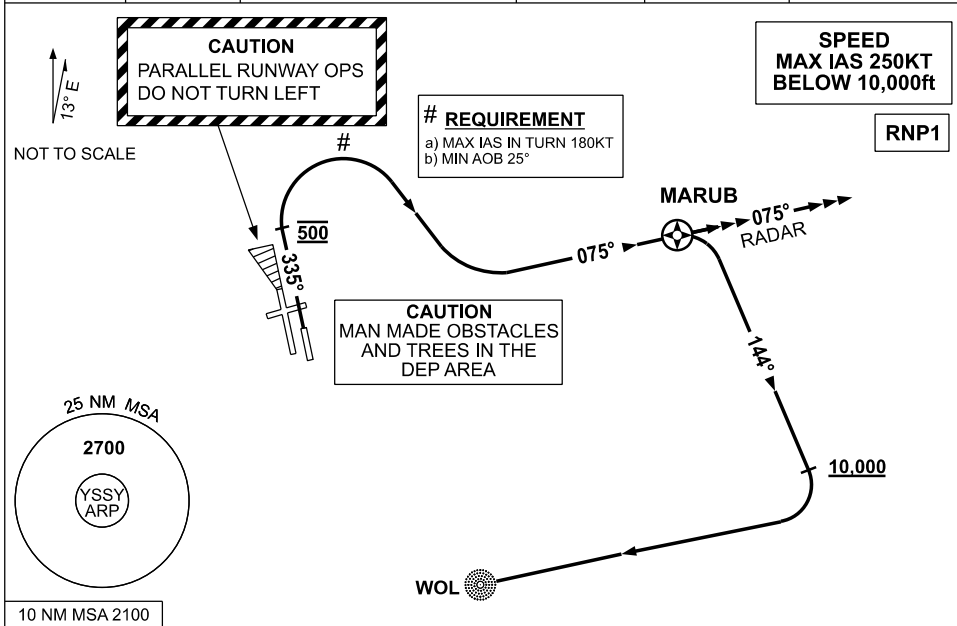 CAUTION
PARALLEL RUNWAY OPS
DO NOT TURN LEFT
SPEED
MAX IAS 250KT
BELOW 10,000ft
RNP1
13° E
NOT TO SCALE
#
# REQUIREMENT
a) MAX IAS IN TURN 180KT
b) MIN AOB 25°
MARUB
075°
RADAR
500
075°
335°
CAUTION
MAN MADE OBSTACLES
AND TREES IN THE
DEP AREA
144°
25 NM MSA
2700
YSSY
ARP
10,000
WOL
10 NM MSA 2100